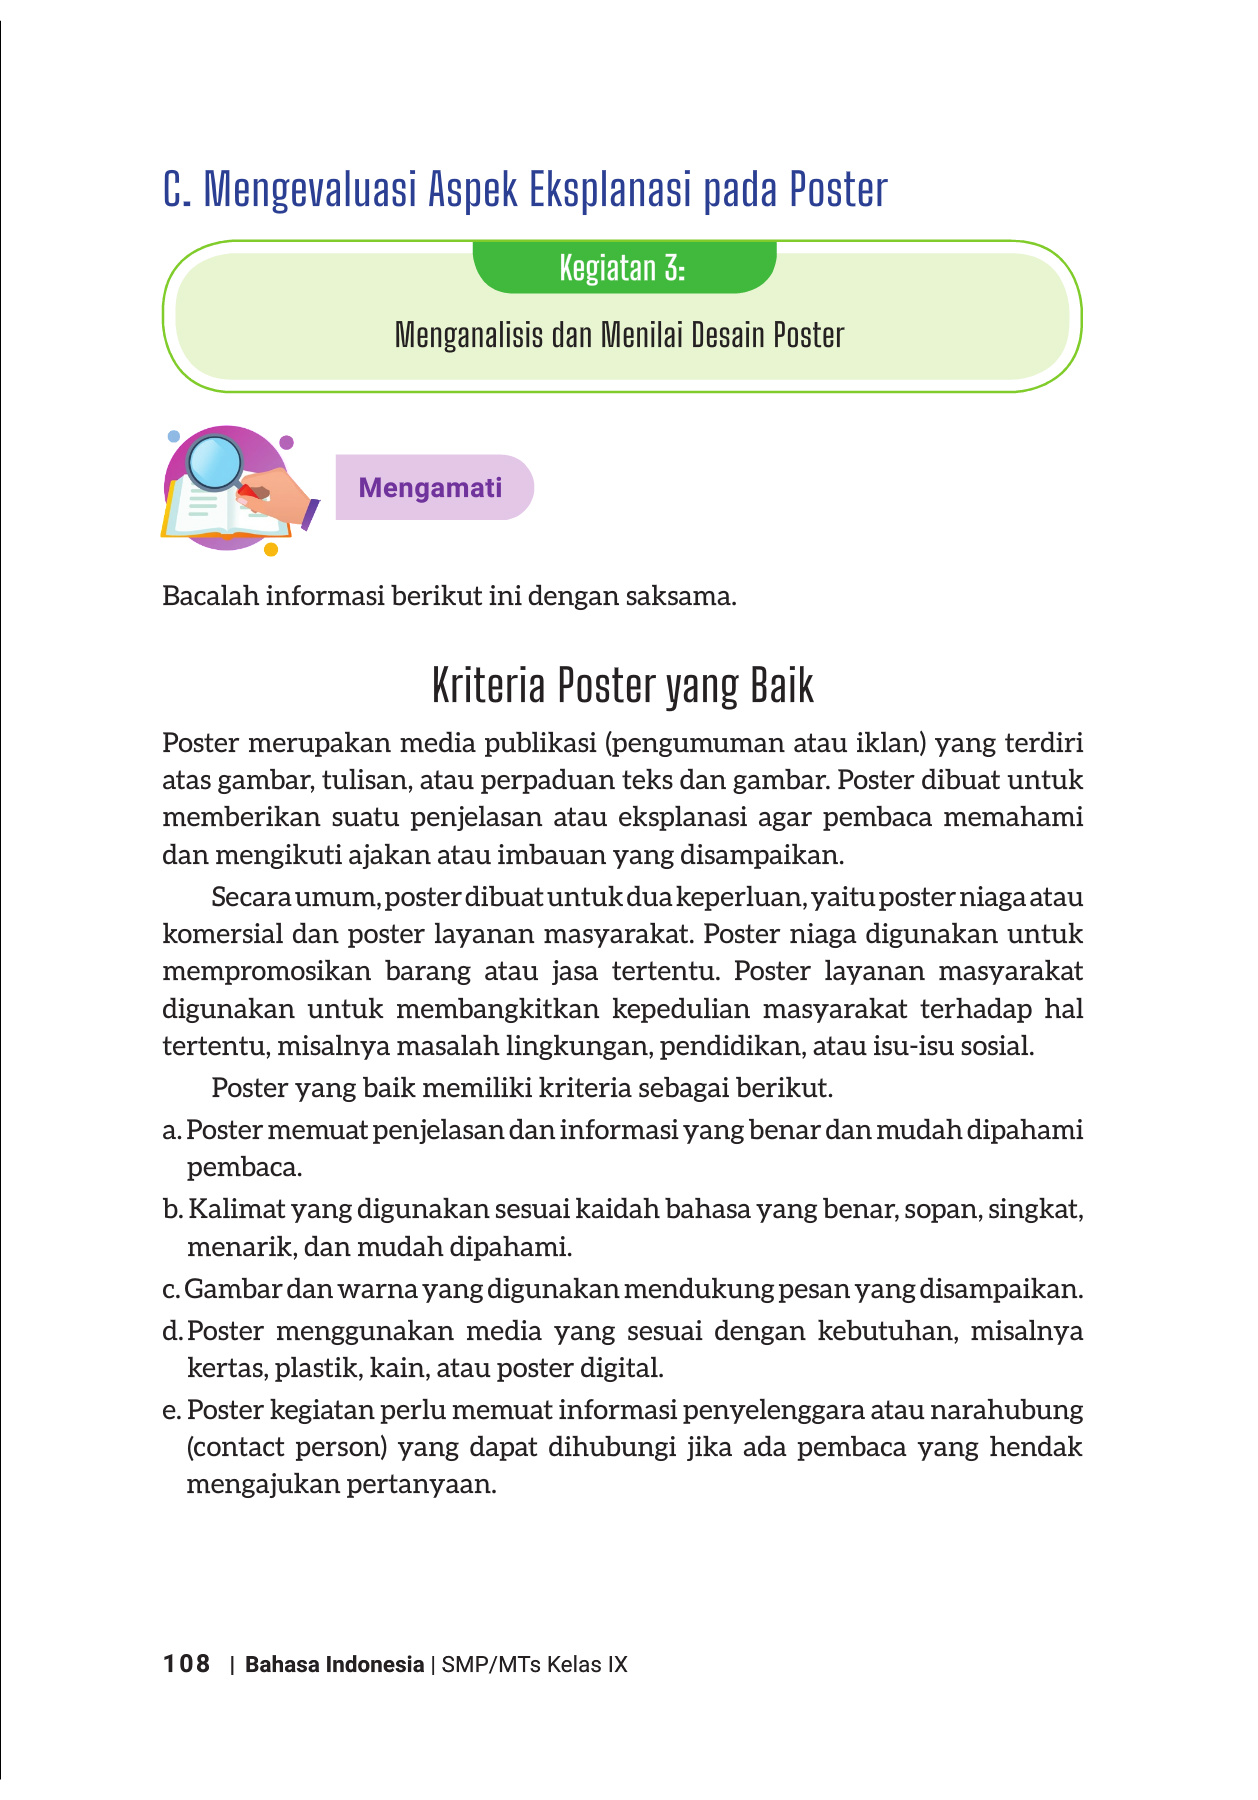 C. Mengevaluasi Aspek Eksplanasi pada Poster
Kegiatan 3:
Menganalisis dan Menilai Desain Poster
Mengamati
Bacalah informasi berikut ini dengan saksama.
Kriteria Poster yang Baik
Poster merupakan media publikasi (pengumuman atau iklan) yang terdiri
atas gambar, tulisan, atau perpaduan teks dan gambar. Poster dibuat untuk
memberikan suatu penjelasan atau eksplanasi agar pembaca memahami
dan mengikuti ajakan atau imbauan yang disampaikan.
Secara umum, poster dibuat untuk dua keperluan, yaitu poster niaga atau
komersial dan poster layanan masyarakat. Poster niaga digunakan untuk
mempromosikan barang atau jasa tertentu. Poster layanan masyarakat
digunakan untuk membangkitkan kepedulian masyarakat terhadap hal
tertentu, misalnya masalah lingkungan, pendidikan, atau isu-isu sosial.
Poster yang baik memiliki kriteria sebagai berikut.
a. Poster memuat penjelasan dan informasi yang benar dan mudah dipahami
pembaca.
b. Kalimat yang digunakan sesuai kaidah bahasa yang benar, sopan, singkat,
menarik, dan mudah dipahami.
c. Gambar dan warna yang digunakan mendukung pesan yang disampaikan.
d. Poster menggunakan media yang sesuai dengan kebutuhan, misalnya
kertas, plastik, kain, atau poster digital.
e. Poster kegiatan perlu memuat informasi penyelenggara atau narahubung
(contact person) yang dapat dihubungi jika ada pembaca yang hendak
mengajukan pertanyaan.
108 | Bahasa Indonesia | SMP/MTs Kelas IX